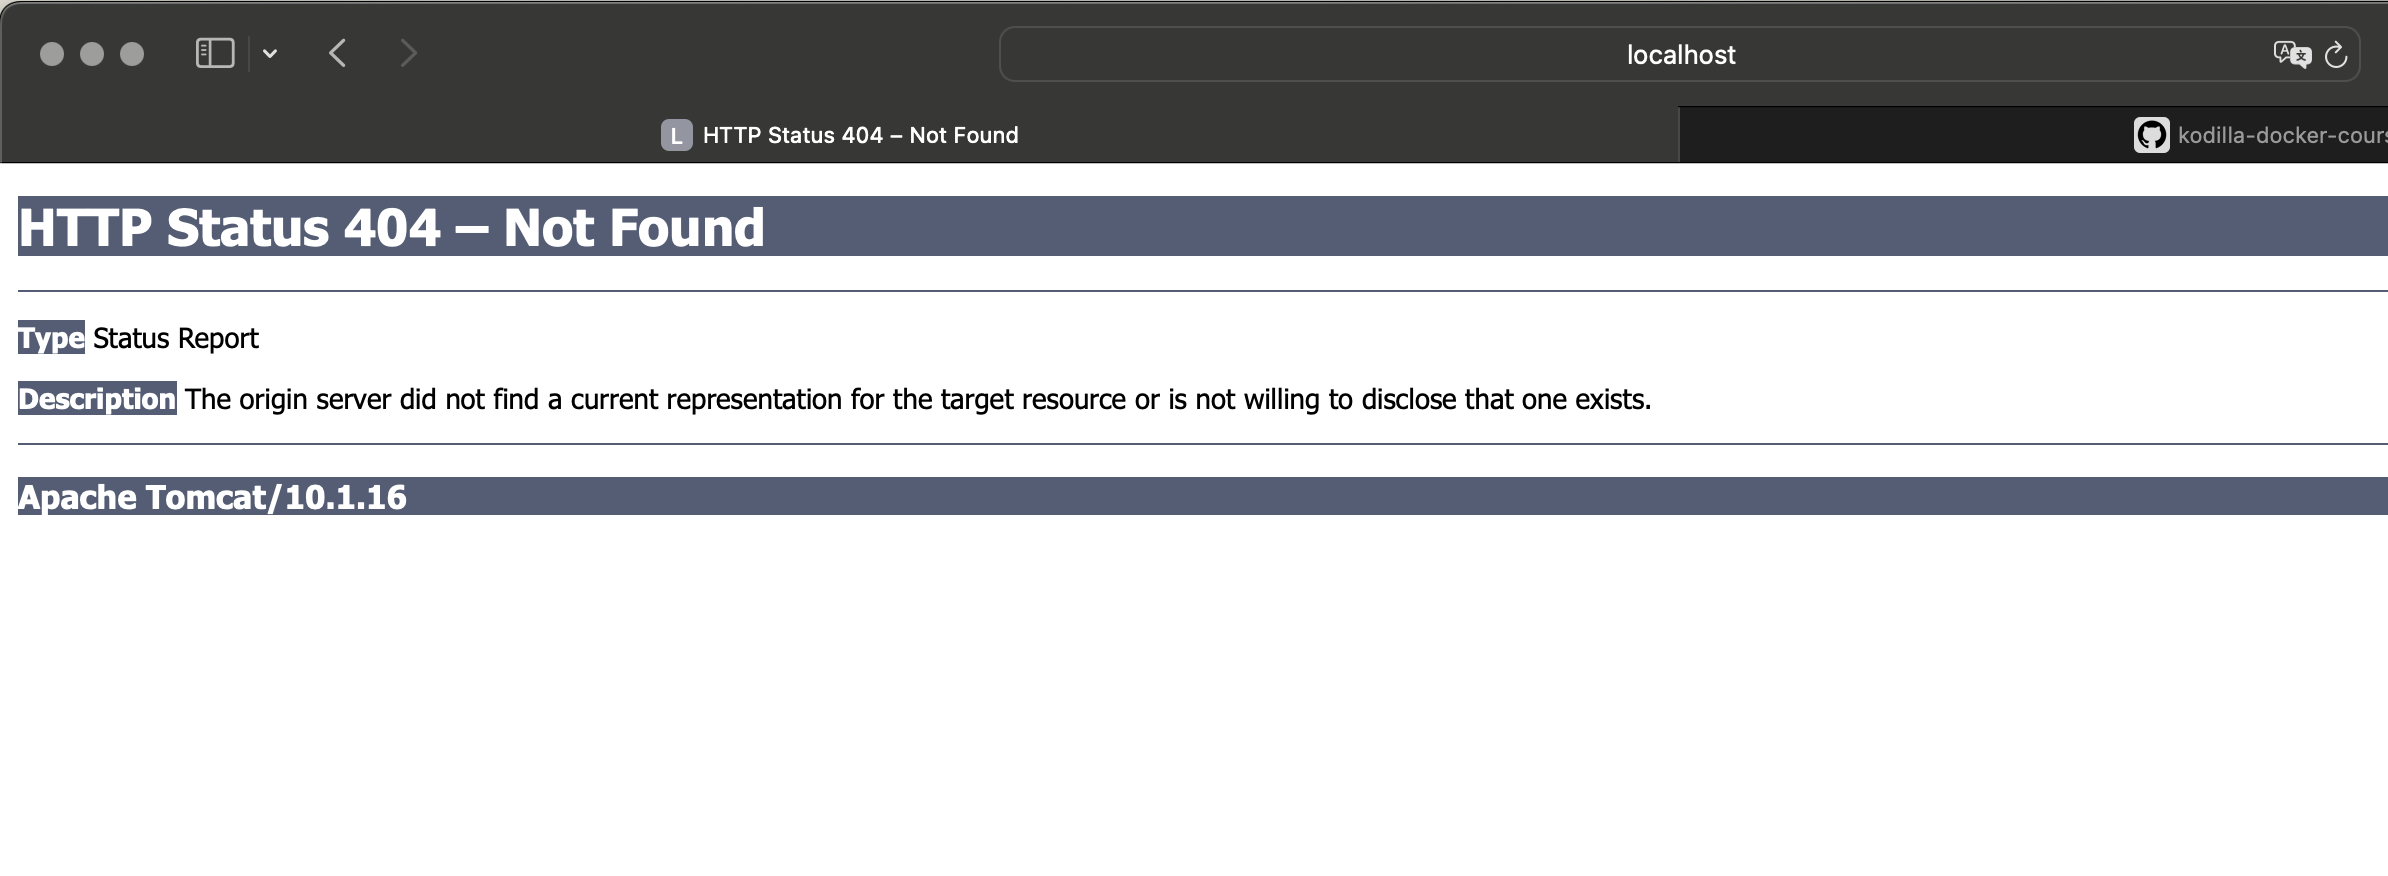 localhost
L HTTP Status 404 – Not Found
kodilla-docker-cours
HTTP Status 404 – Not Found
Type Status Report
Description The origin server did not find a current representation for the target resource or is not willing to disclose that one exists.
Apache Tomcat/10.1.16